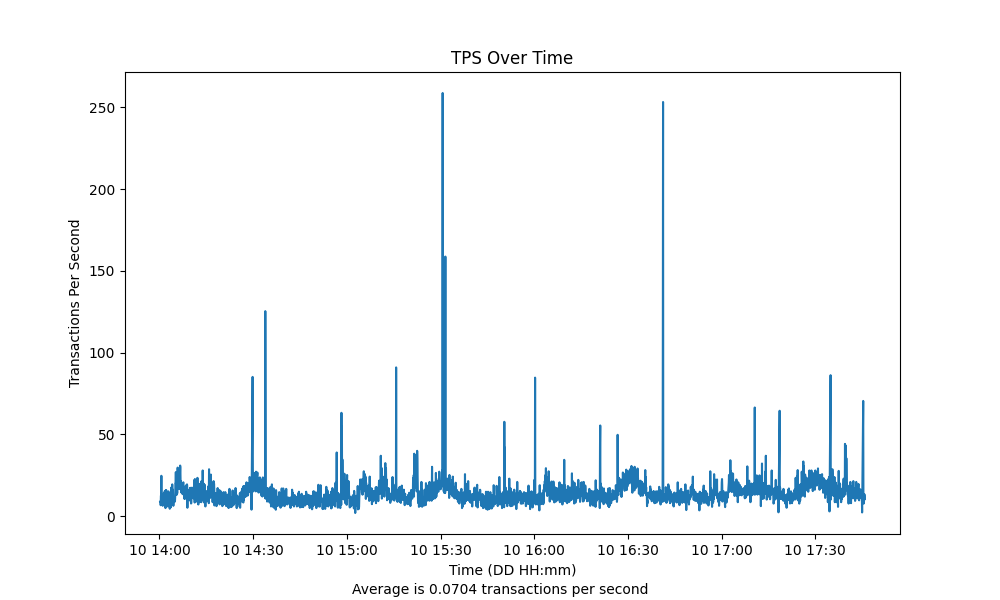 TPS Over Time
Transactions Per Second
250
200
150
100
50
0
10 14:00 10 14:30 10 15:00 10 15:30 10 16:00 10 16:30 10 17:00 10 17:30
Time (DD HH:mm)
Average is 0.0704 transactions per second